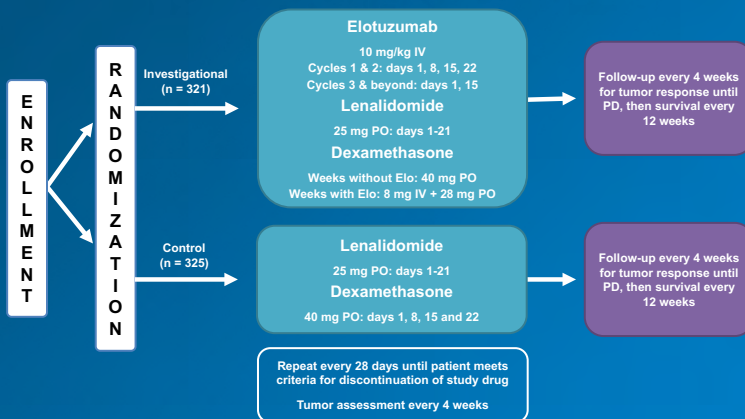 ENROLLMENT
RANDOMIZATION
Investigational
(n = 321)
Elotuzumab
10 mg/kg IV
Cycles 1 & 2: days 1, 8, 15, 22
Cycles 3 & beyond: days 1, 15
Lenalidomide
25 mg PO: days 1-21
Dexamethasone
Weeks without Elo: 40 mg PO
Weeks with Elo: 8 mg IV + 28 mg PO
Follow-up every 4 weeks
for tumor response until
PD, then survival every
12 weeks
Control
(n = 325)
Lenalidomide
25 mg PO: days 1-21
Dexamethasone
40 mg PO: days 1, 8, 15 and 22
Follow-up every 4 weeks
for tumor response until
PD, then survival every
12 weeks
Repeat every 28 days until patient meets
criteria for discontinuation of study drug
Tumor assessment every 4 weeks